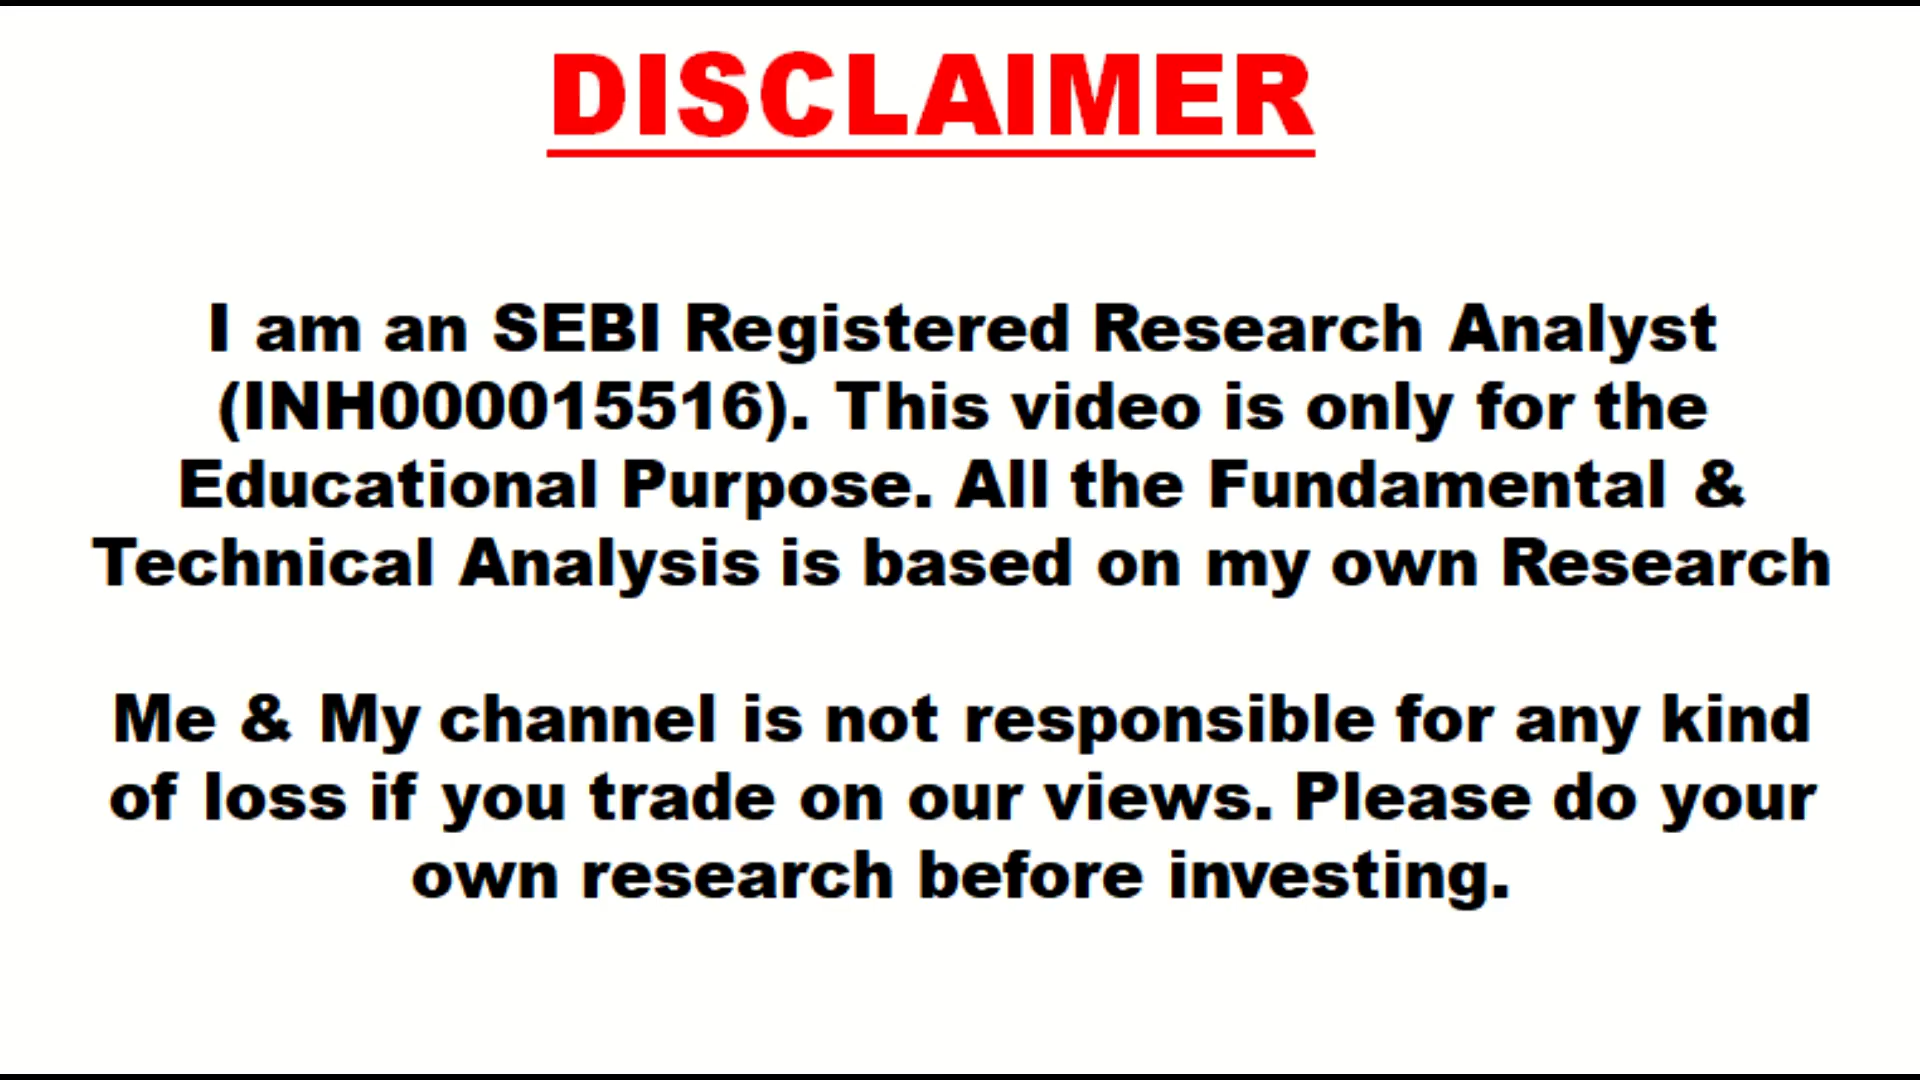 DISCLAIMER
I am an SEBI Registered Research Analyst
(INH000015516). This video is only for the
Educational Purpose. All the Fundamental &
Technical Analysis is based on my own Research
Me & My channel is not responsible for any kind
of loss if you trade on our views. Please do your
own research before investing.